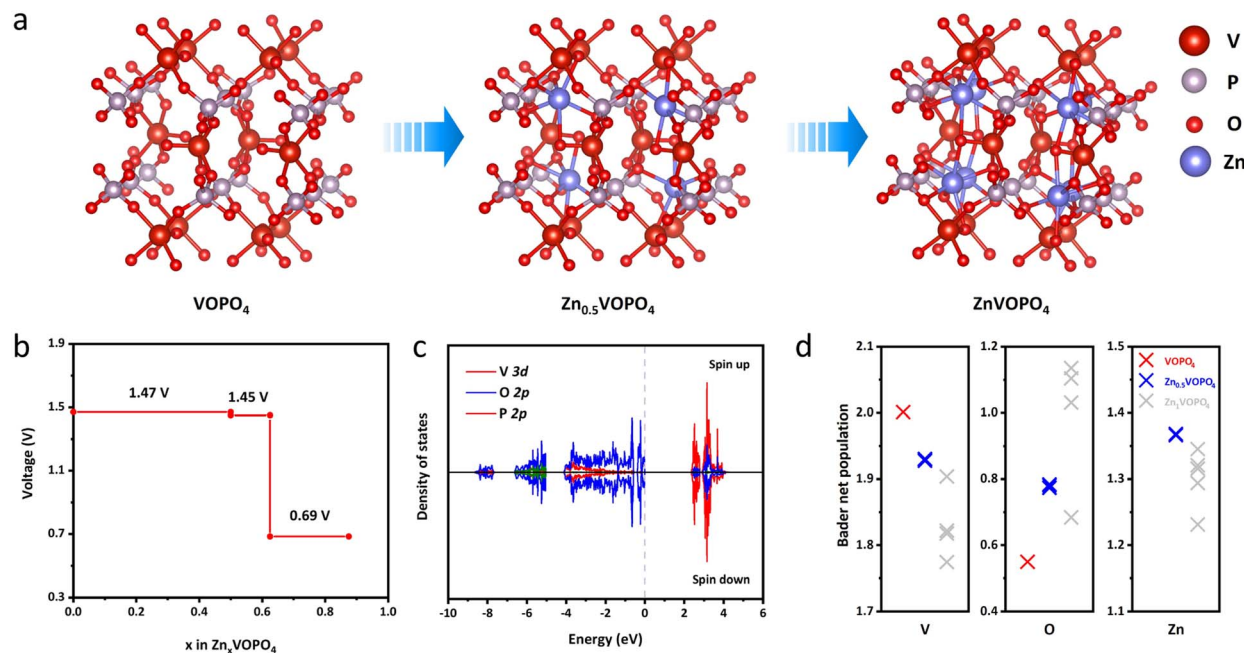 a
V
P
O
Zn
VOPO₄
Zn₀.₅VOPO₄
ZnVOPO₄
b
1.9
1.5
1.1
0.7
0.3
Voltage (V)
1.47 V
1.45 V
0.69 V
0.0
0.2
0.4
0.6
0.8
1.0
x in ZnₓVOPO₄
c
Density of states
V 3d
O 2p
P 2p
Spin up
Spin down
-10
-8
-6
-4
-2
0
2
4
6
Energy (eV)
d
Bader net population
2.1
2.0
1.9
1.8
1.7
V
1.2
1.0
0.8
0.6
0.4
O
1.5
1.4
1.3
1.2
1.1
VOPO₄
Zn₀.₅VOPO₄
Zn₁VOPO₄
Zn